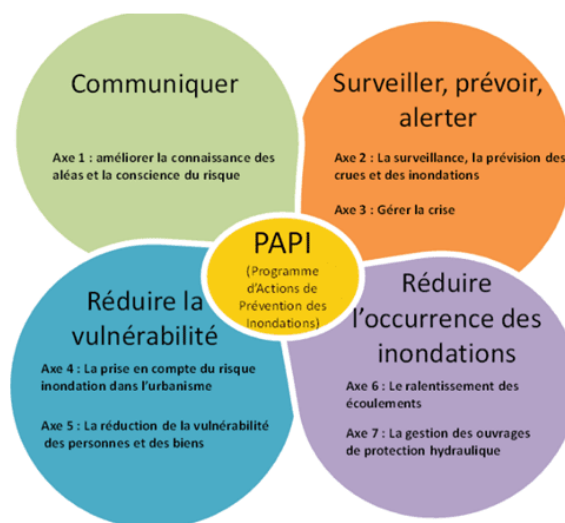 Communiquer
Axe 1 : améliorer la connaissance des
aléas et la conscience du risque
Surveiller, prévoir,
alerter
Axe 2 : La surveillance, la prévision des
crues et des inondations
Axe 3 : Gérer la crise
PAPI
(Programme
d'Actions de
Prévention des
Inondations)
Réduire la
vulnérabilité
Axe 4 : La prise en compte du risque
inondation dans l'urbanisme
Axe 5 : La réduction de la vulnérabilité
des personnes et des biens
Réduire
l'occurrence des
inondations
Axe 6 : Le ralentissement des
écoulements
Axe 7 : La gestion des ouvrages
de protection hydraulique